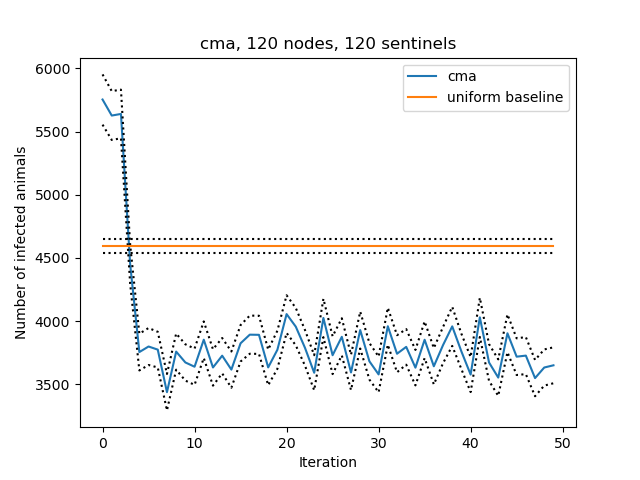 cma, 120 nodes, 120 sentinels
cma
uniform baseline
Number of infected animals
6000
5500
5000
4500
4000
3500
0 10 20 30 40 50
Iteration